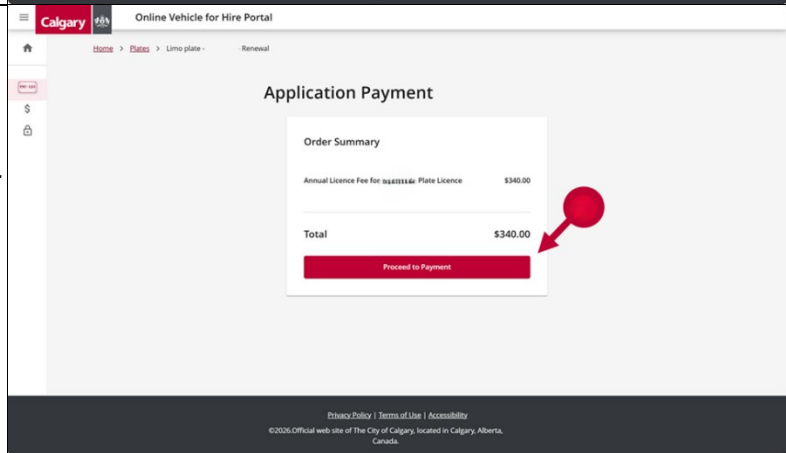 Calgary
Online Vehicle for Hire Portal
Home > Plates > Limo plate - - Renewal
Application Payment
Order Summary
Annual Licence Fee for Plate Licence $340.00
Total $340.00
Proceed to Payment
Privacy Policy | Terms of Use | Accessibility
©2026.Official web site of The City of Calgary, located in Calgary, Alberta,
Canada.